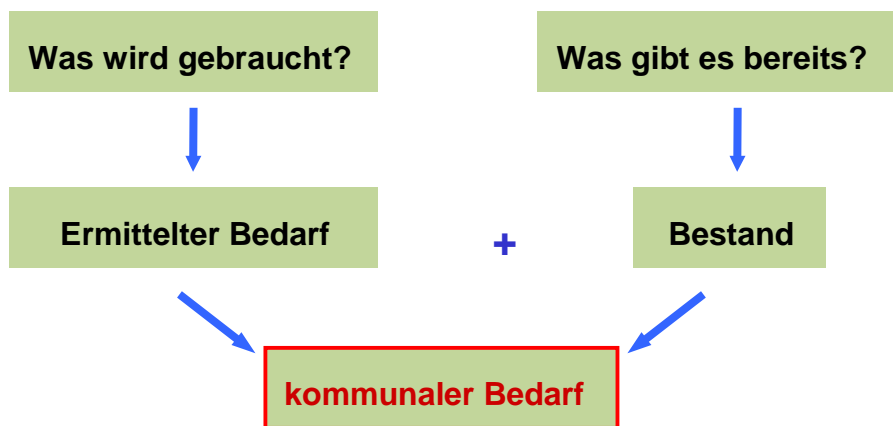 Was wird gebraucht?
Was gibt es bereits?
Ermittelter Bedarf
+
Bestand
kommunaler Bedarf